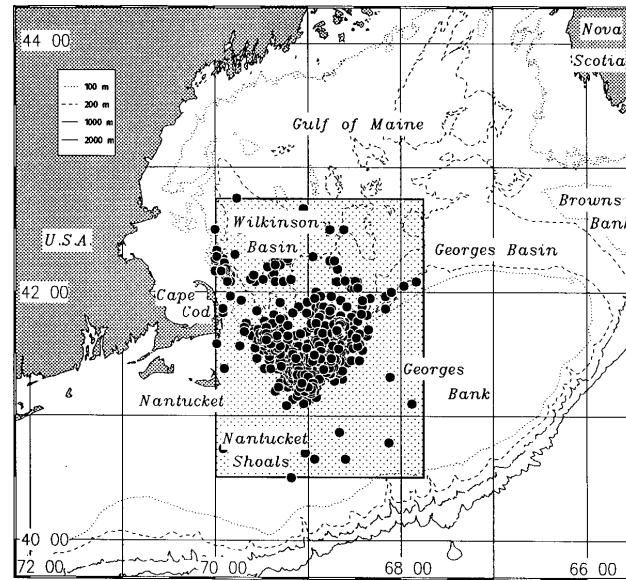 44 00
Nova
Scotia
100 m
200 m
1000 m
2000 m
Gulf of Maine
Browns
Bank
Wilkinson
Basin
U.S.A.
Georges Basin
42 00
Cape
Cod
Georges
Bank
Nantucket
Nantucket
Shoals
40 00
72 00
70 00
68 00
66 00